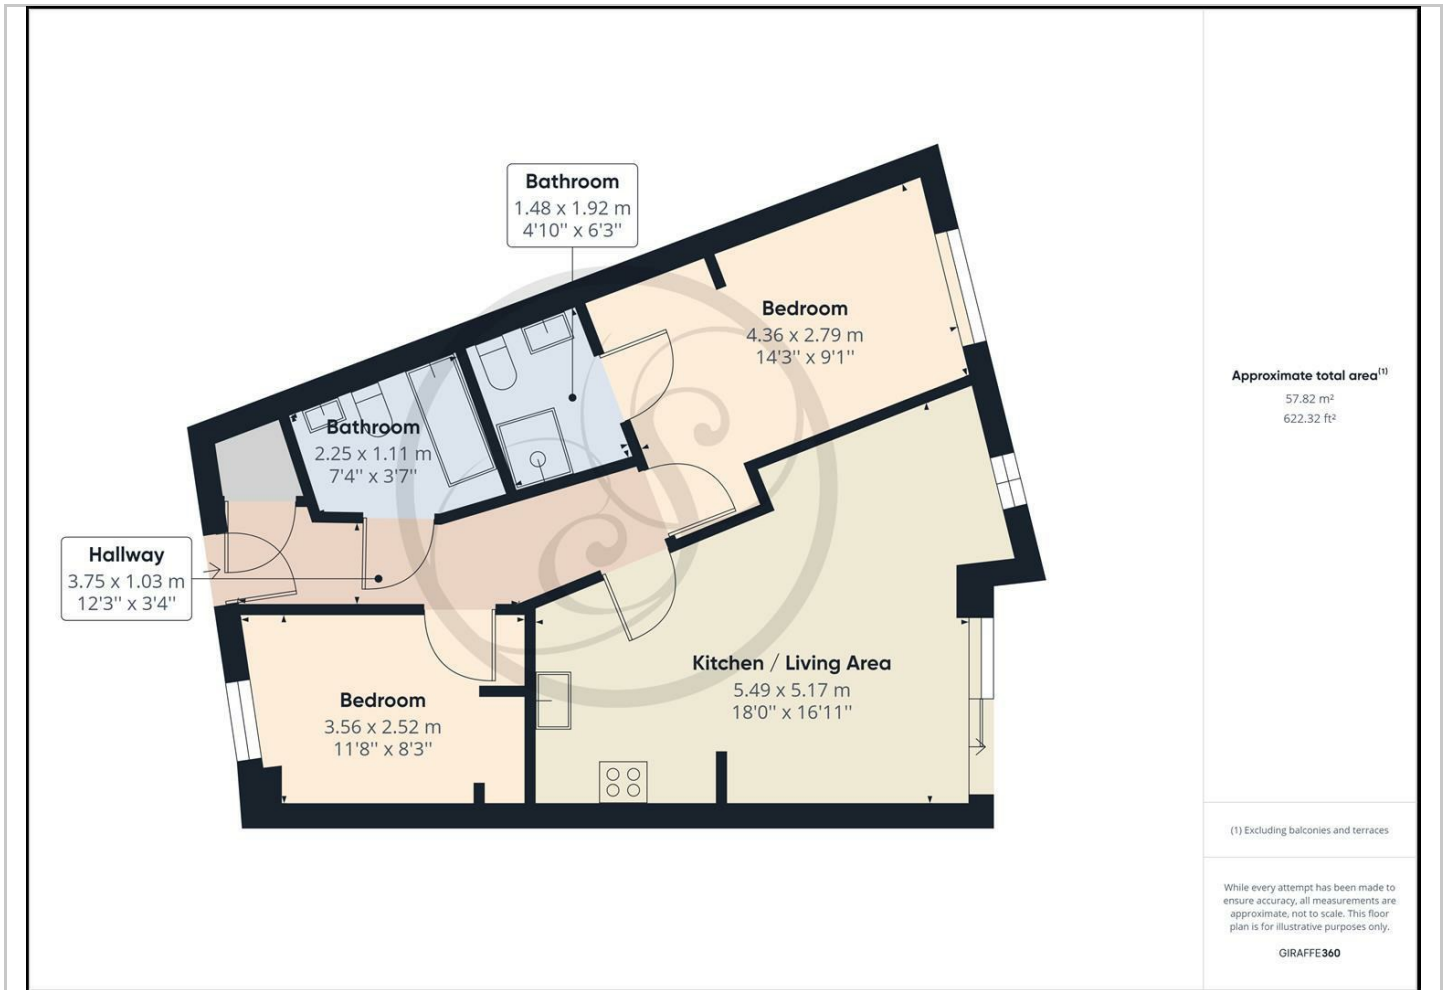 Bathroom
1.48 x 1.92 m
4'10'' x 6'3''
Bedroom
4.36 x 2.79 m
14'3'' x 9'1''
Bathroom
2.25 x 1.11 m
7'4'' x 3'7''
Hallway
3.75 x 1.03 m
12'3'' x 3'4''
Kitchen / Living Area
5.49 x 5.17 m
18'0'' x 16'11''
Bedroom
3.56 x 2.52 m
11'8'' x 8'3''
Approximate total area(1)
57.82 m²
622.32 ft²
(1) Excluding balconies and terraces
While every attempt has been made to
ensure accuracy, all measurements are
approximate, not to scale. This floor
plan is for illustrative purposes only.
GIRAFFE360